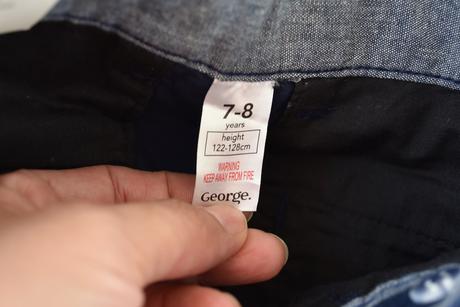 7-8
years
height
122-128cm
WARNING
KEEP AWAY FROM FIRE
George.